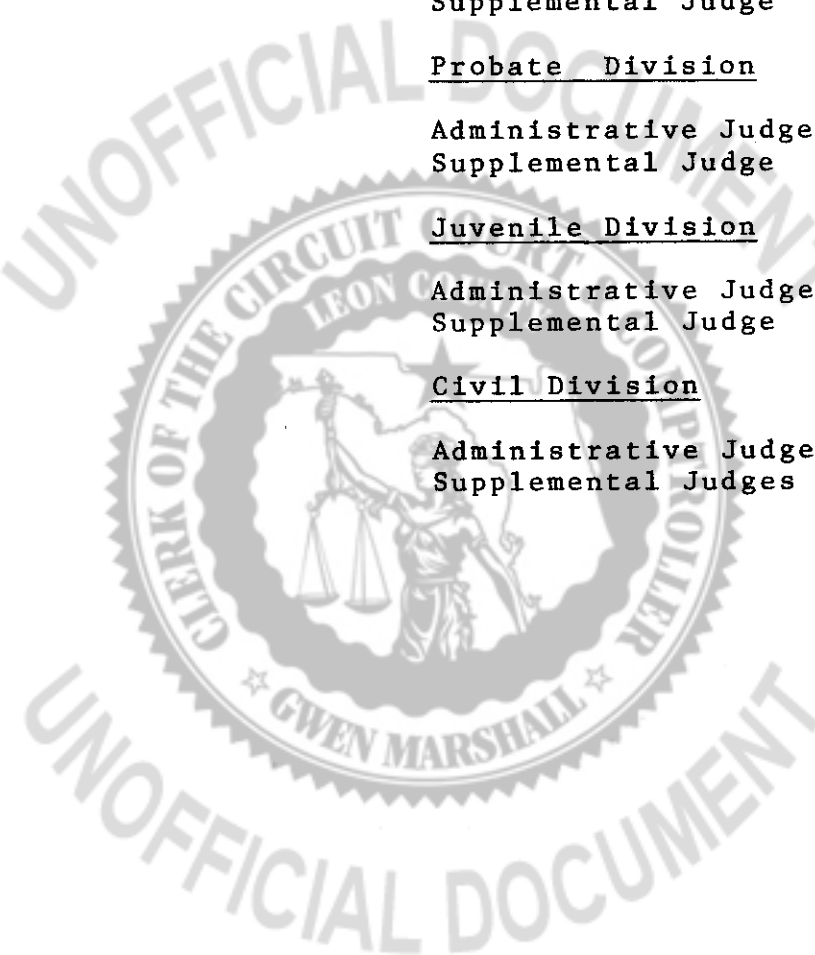 Supplemental Judge
Probate Division
Administrative Judge
Supplemental Judge
Juvenile Division
Administrative Judge
Supplemental Judge
Civil Division
Administrative Judge
Supplemental Judges
UNOFFICIAL DOCUMENT
CLERK OF THE CIRCUIT COURT COMPTROLLER
LEON COUNTY
GWEN MARSHALL
UNOFFICIAL DOCUMENT